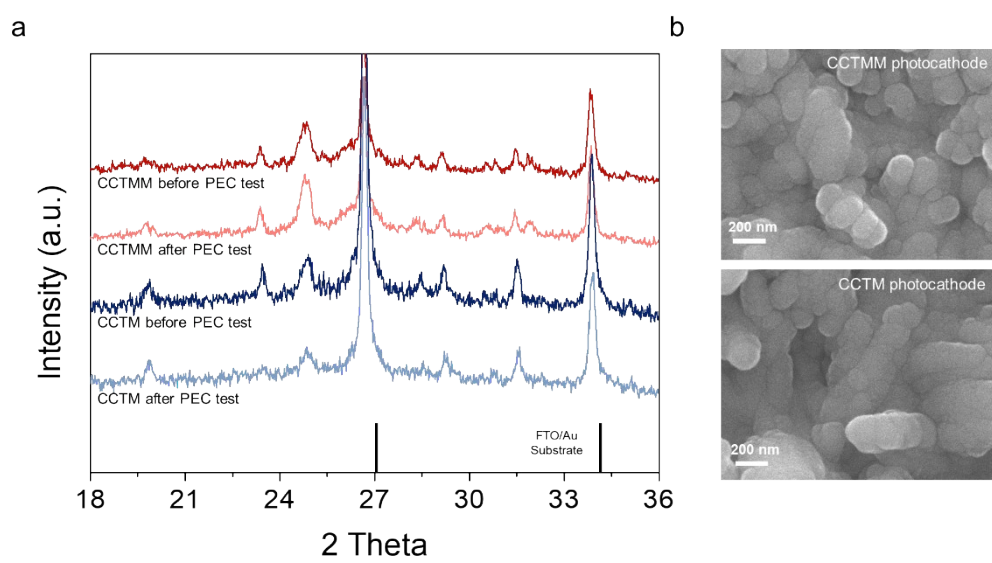 a
Intensity (a.u.)
CCTMM before PEC test
CCTMM after PEC test
CCTM before PEC test
CCTM after PEC test
FTO/Au
Substrate
18 21 24 27 30 33 36
2 Theta
b
CCTMM photocathode
200 nm
CCTM photocathode
200 nm